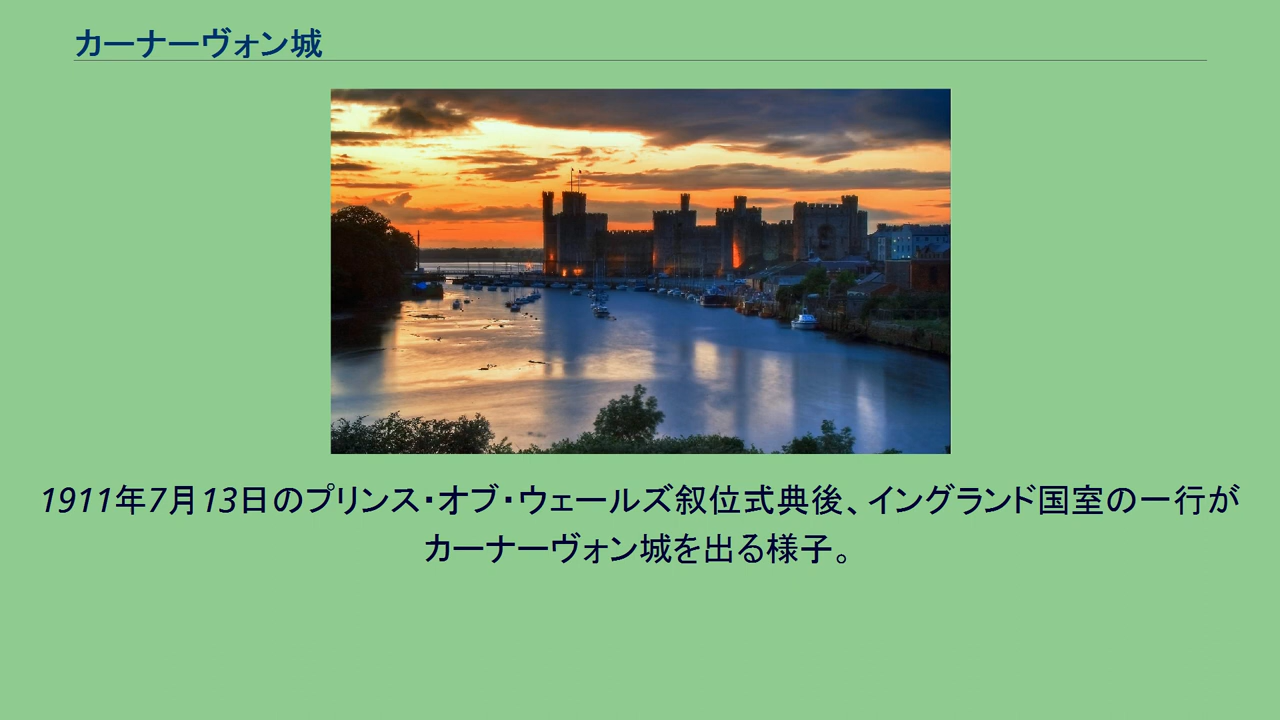 カーナーヴォン城
1911年7月13日のプリンス・オブ・ウェールズ叙位式典後、イングランド国室の一行が
カーナーヴォン城を出る様子。